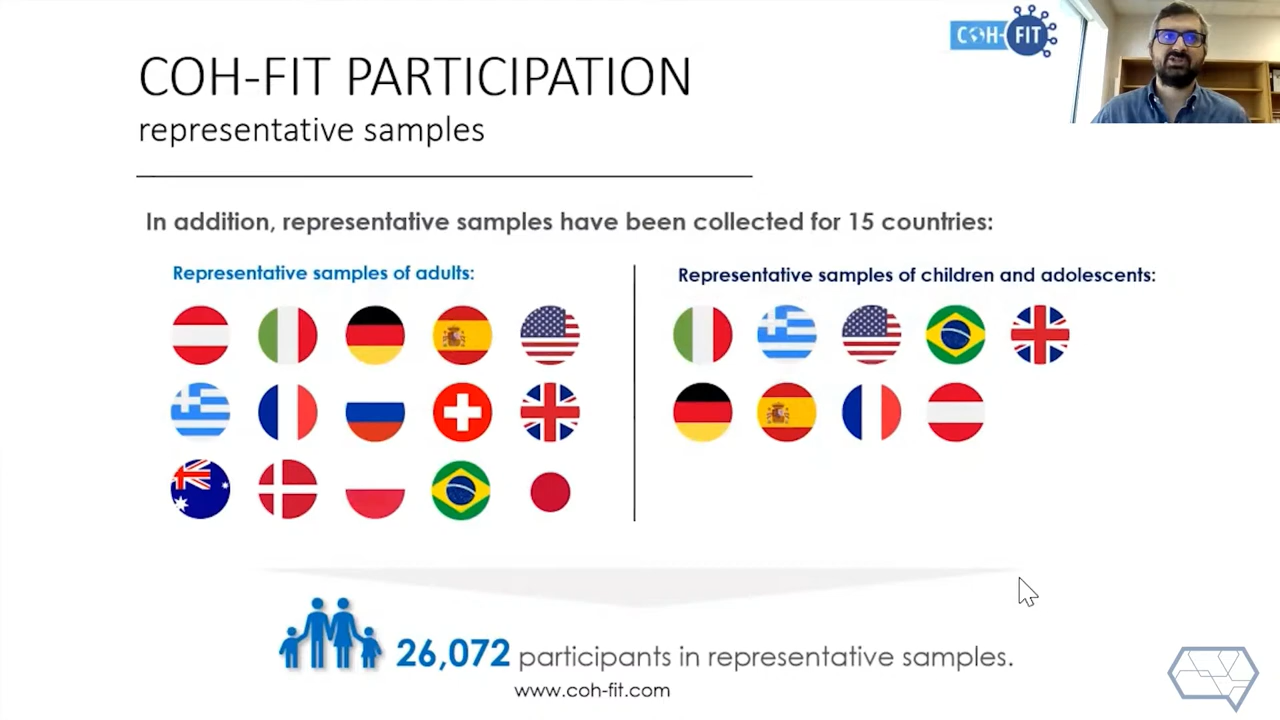 COH-FIT
COH-FIT PARTICIPATION
representative samples
In addition, representative samples have been collected for 15 countries:
Representative samples of adults:
Representative samples of children and adolescents:
26,072 participants in representative samples.
www.coh-fit.com